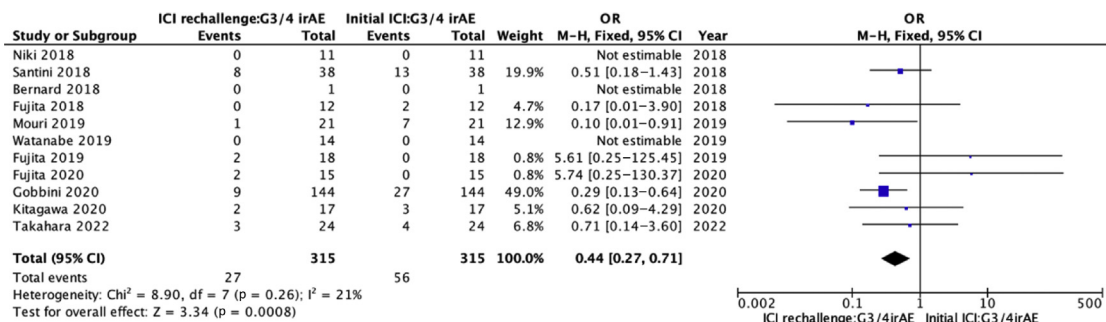 ICI rechallenge:G3/4 irAE Initial ICI:G3/4 irAE OR OR
Study or Subgroup Events Total Events Total Weight M-H, Fixed, 95% CI Year M-H, Fixed, 95% CI
Niki 2018 0 11 0 11 Not estimable 2018
Santini 2018 8 38 13 38 19.9% 0.51 [0.18-1.43] 2018
Bernard 2018 0 1 0 1 Not estimable 2018
Fujita 2018 0 12 2 12 4.7% 0.17 [0.01-3.90] 2018
Mouri 2019 1 21 7 21 12.9% 0.10 [0.01-0.91] 2019
Watanabe 2019 0 14 0 14 Not estimable 2019
Fujita 2019 2 18 0 18 0.8% 5.61 [0.25-125.45] 2019
Fujita 2020 2 15 0 15 0.8% 5.74 [0.25-130.37] 2020
Gobbini 2020 9 144 27 144 49.0% 0.29 [0.13-0.64] 2020
Kitagawa 2020 2 17 3 17 5.1% 0.62 [0.09-4.29] 2020
Takahara 2022 3 24 4 24 6.8% 0.71 [0.14-3.60] 2022
Total (95% CI) 315 315 100.0% 0.44 [0.27, 0.71]
Total events 27 56
Heterogeneity: Chi² = 8.90, df = 7 (p = 0.26); I² = 21%
Test for overall effect: Z = 3.34 (p = 0.0008)
0.002 0.1 1 10 500
ICI rechallenge:G3/4irAE Initial ICI:G3/4irAE